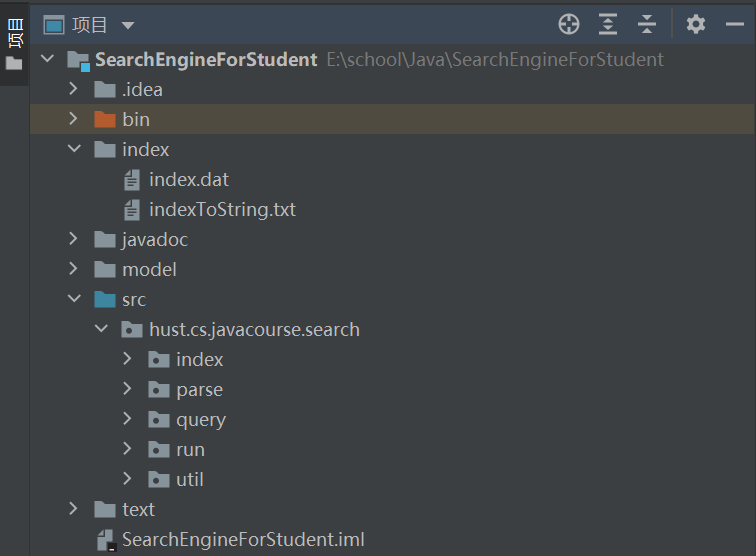 项目
项目
SearchEngineForStudent E:\school\Java\SearchEngineForStudent
.idea
bin
index
index.dat
indexToString.txt
javadoc
model
src
hust.cs.javacourse.search
index
parse
query
run
util
text
SearchEngineForStudent.iml